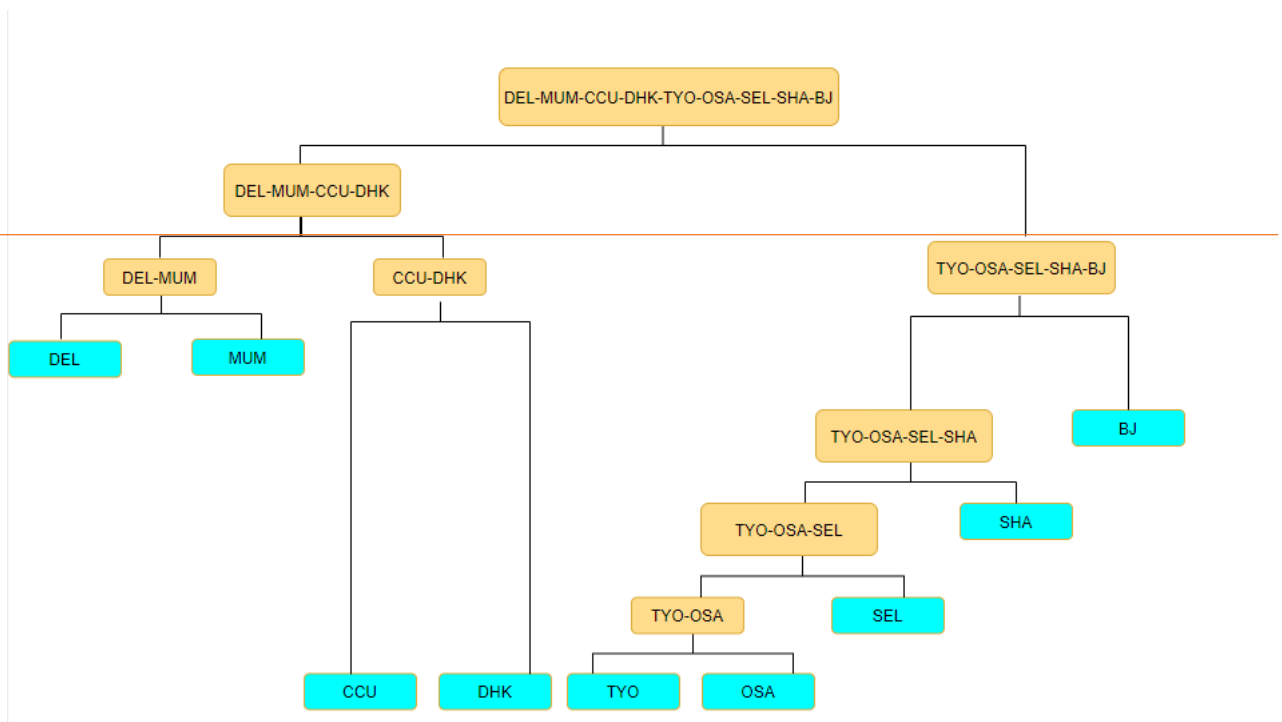 DEL-MUM-CCU-DHK-TYO-OSA-SEL-SHA-BJ
DEL-MUM-CCU-DHK
TYO-OSA-SEL-SHA-BJ
DEL-MUM
CCU-DHK
DEL
MUM
TYO-OSA-SEL-SHA
BJ
TYO-OSA-SEL
SHA
TYO-OSA
SEL
CCU
DHK
TYO
OSA